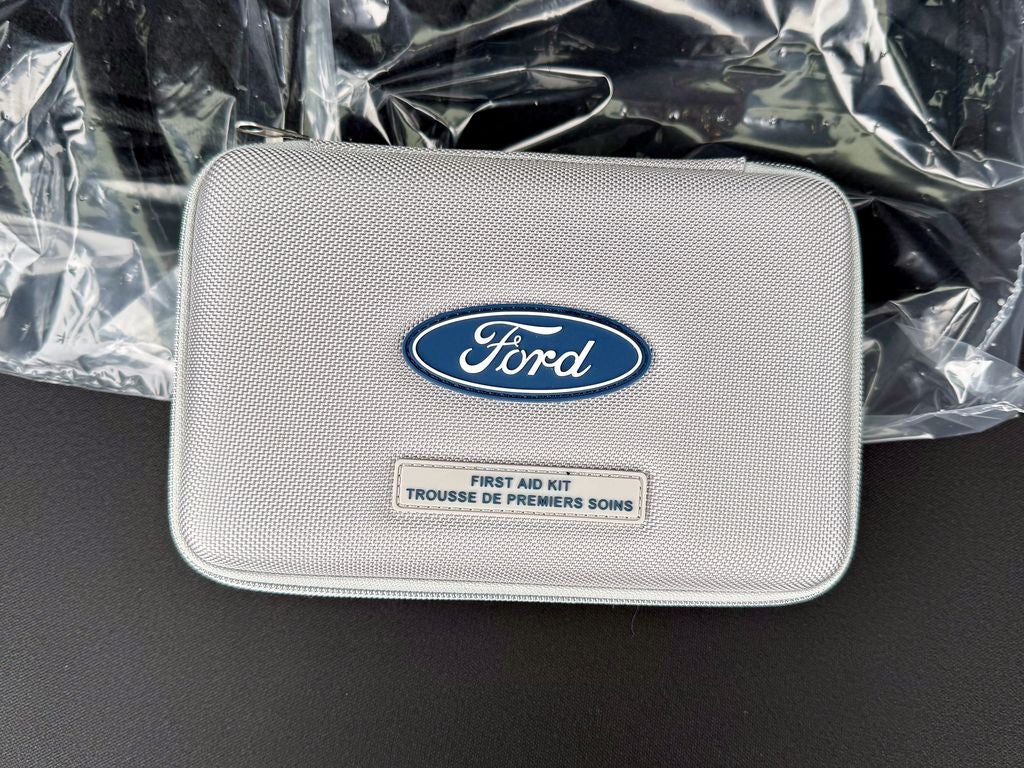 Ford
FIRST AID KIT
TROUSSE DE PREMIERS SOINS